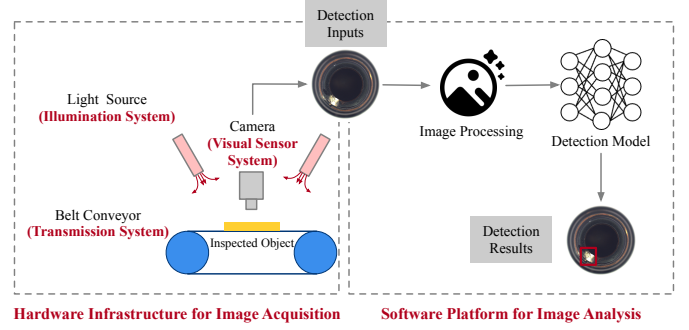 Detection
Inputs
Light Source
(Illumination System)
Camera
(Visual Sensor
System)
Belt Conveyor
(Transmission System)
Inspected Object
Image Processing
Detection Model
Detection
Results
Hardware Infrastructure for Image Acquisition
Software Platform for Image Analysis